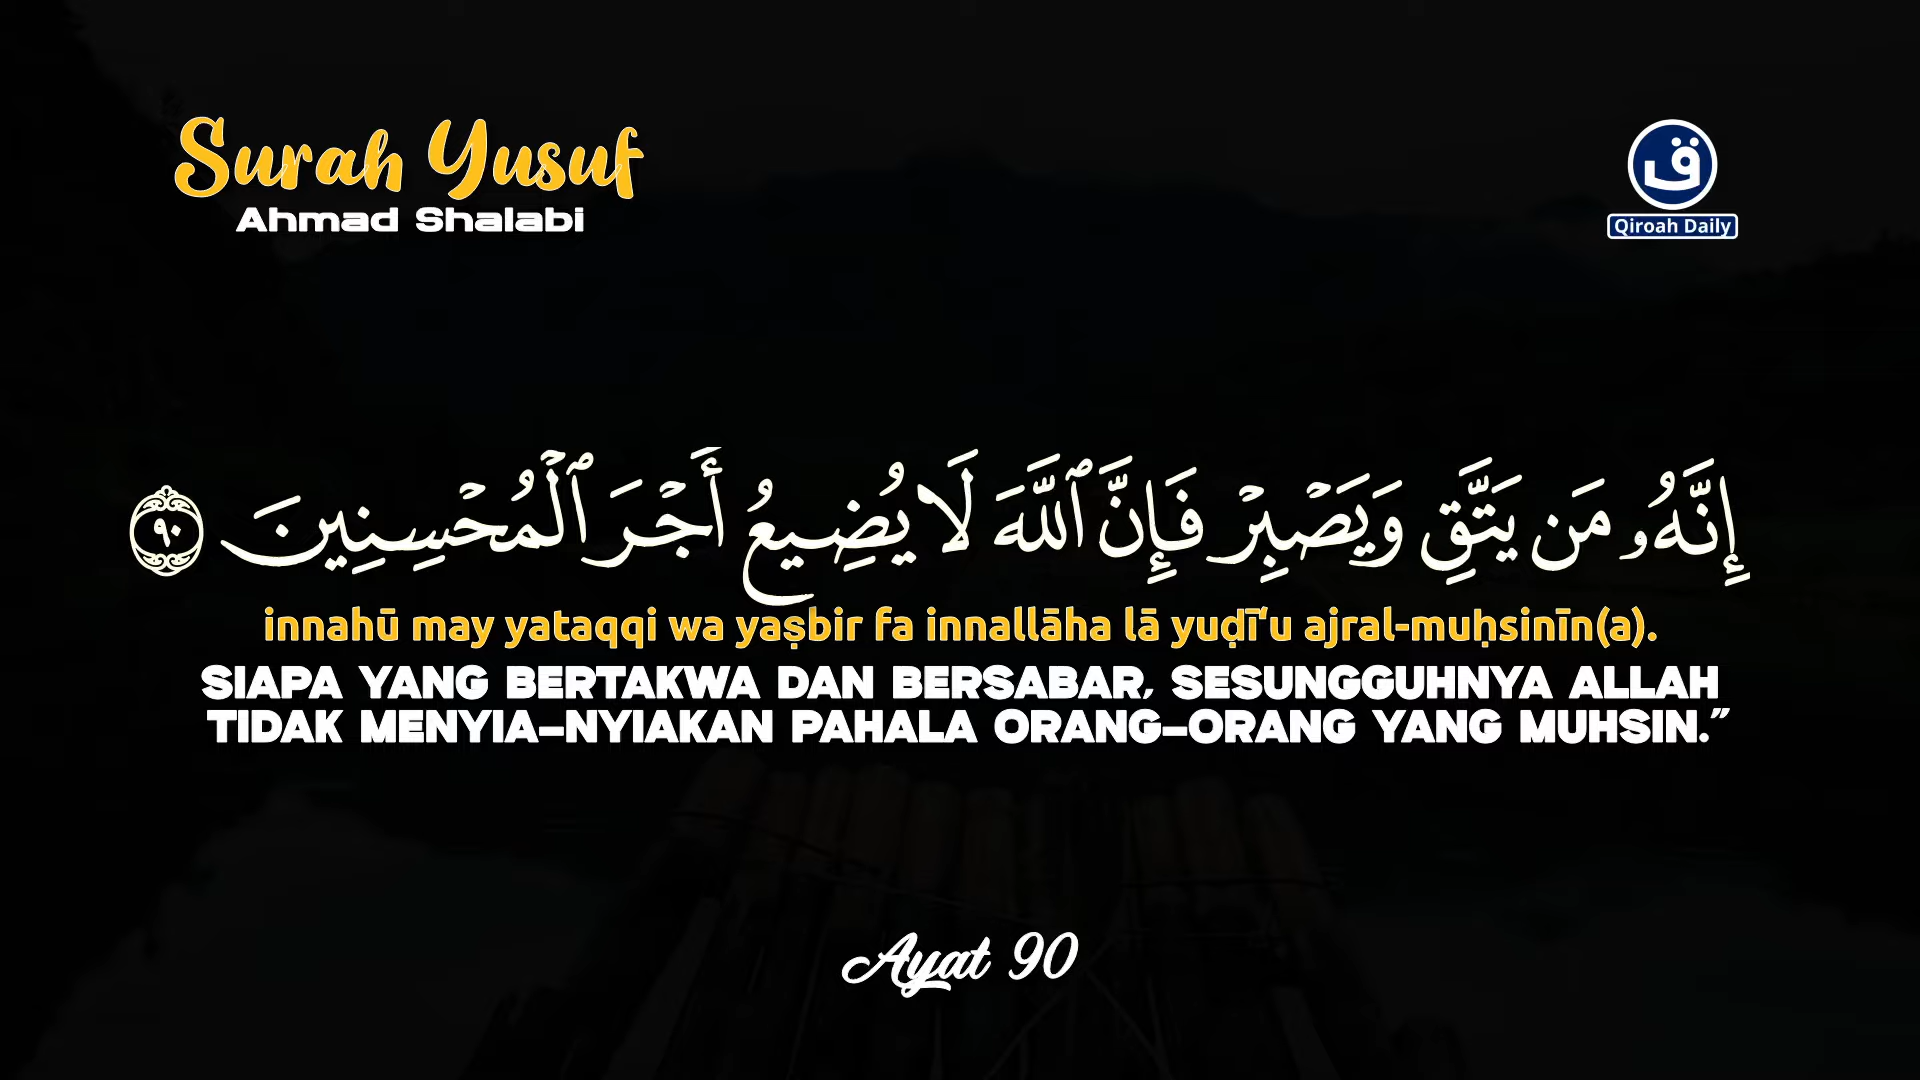 Surah Yusuf
Ahmad Shalabi
ق
Qiroah Daily
إِنَّهُۥ مَن يَتَّقِ وَيَصْبِرْ فَإِنَّ ٱللَّهَ لَا يُضِيعُ أَجْرَ ٱلْمُحْسِنِينَ ٩٠
innahū may yataqqi wa yaṣbir fa innallāha lā yuḍī‘u ajral-muḥsinīn(a).
SIAPA YANG BERTAKWA DAN BERSABAR, SESUNGGUHNYA ALLAH
TIDAK MENYIA-NYIAKAN PAHALA ORANG-ORANG YANG MUHSIN.”
Ayat 90